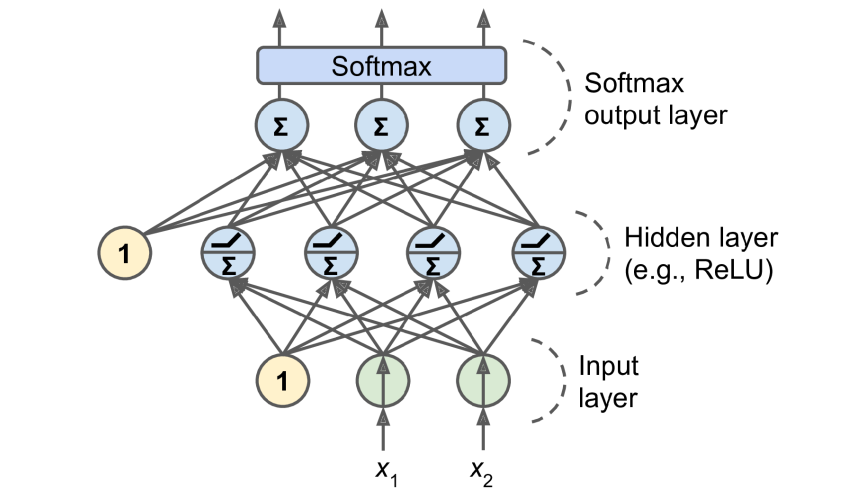 Softmax
Softmax
output layer
Σ Σ Σ
1
Σ Σ Σ Σ
Hidden layer
(e.g., ReLU)
1
Input
layer
x1 x2